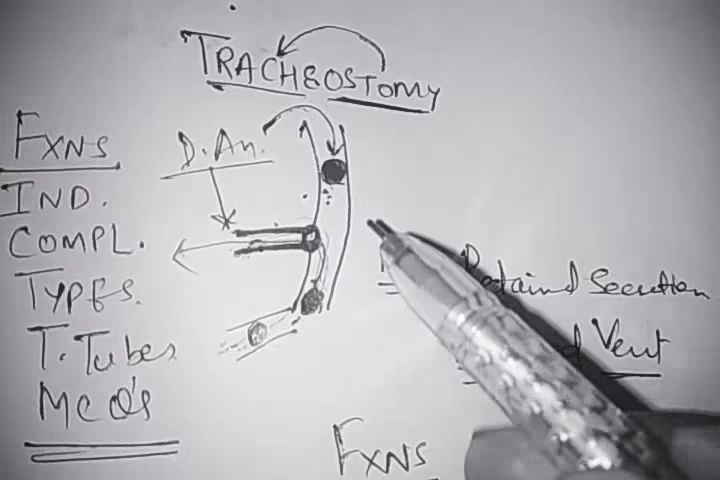 TRACHEOSTOMY
FXNS
D. An.
IND.
COMPL.
TYPES.
T. Tubes
MCQ's
Retaind Secretion
Vent
FXNS